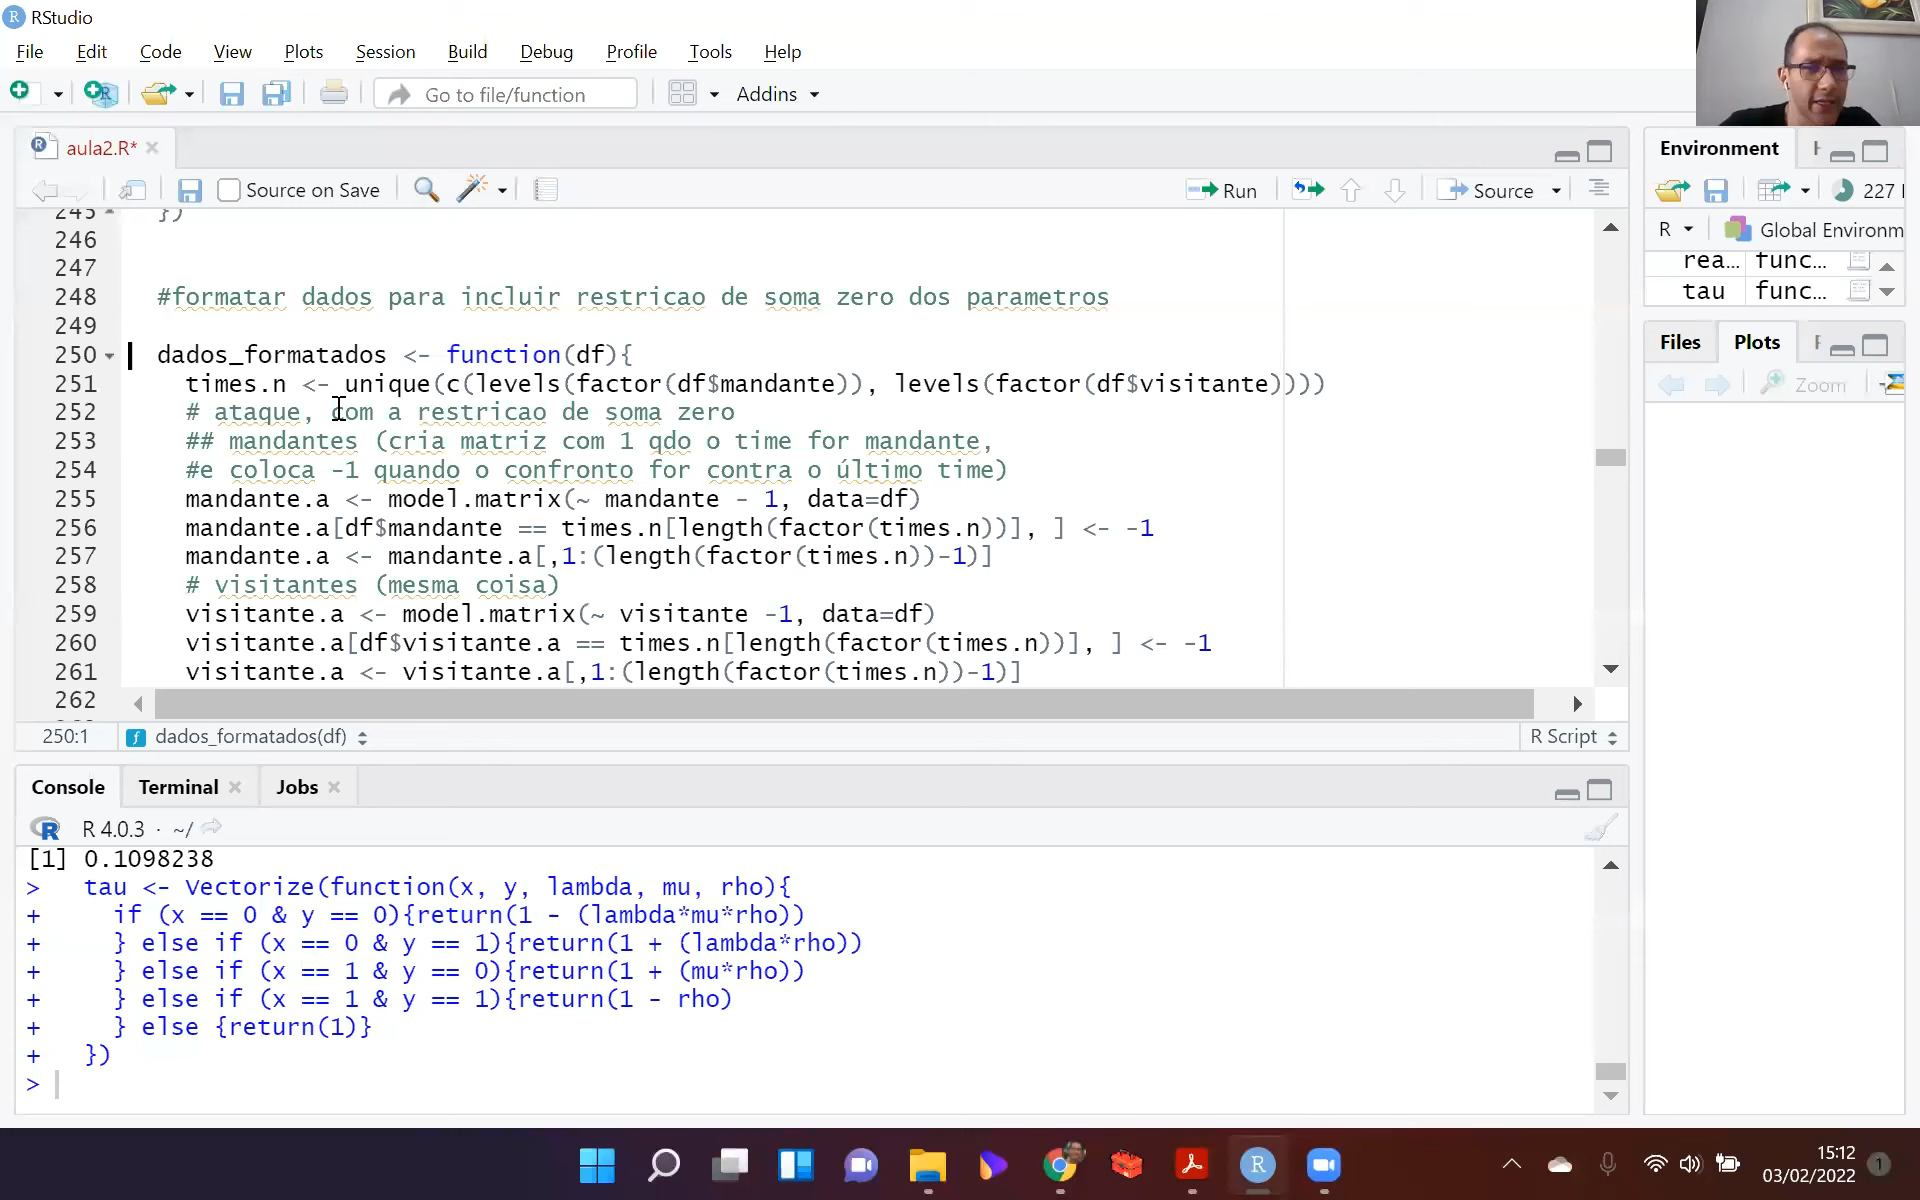 RStudio
File Edit Code View Plots Session Build Debug Profile Tools Help
Go to file/function Addins
aula2.R*
Source on Save Run Source
245 })
246
247
248 #formatar dados para incluir restricao de soma zero dos parametros
249
250 dados_formatados <- function(df){
251 times.n <- unique(c(levels(factor(df$mandante)), levels(factor(df$visitante))))
252 # ataque, com a restricao de soma zero
253 ## mandantes (cria matriz com 1 qdo o time for mandante,
254 #e coloca -1 quando o confronto for contra o último time)
255 mandante.a <- model.matrix(~ mandante - 1, data=df)
256 mandante.a[df$mandante == times.n[length(factor(times.n))], ] <- -1
257 mandante.a <- mandante.a[,1:(length(factor(times.n))-1)]
258 # visitantes (mesma coisa)
259 visitante.a <- model.matrix(~ visitante -1, data=df)
260 visitante.a[df$visitante.a == times.n[length(factor(times.n))], ] <- -1
261 visitante.a <- visitante.a[,1:(length(factor(times.n))-1)]
262
250:1 dados_formatados(df) R Script
Console Terminal Jobs
R 4.0.3 · ~/
[1] 0.1098238
> tau <- Vectorize(function(x, y, lambda, mu, rho){
+ if (x == 0 & y == 0){return(1 - (lambda*mu*rho))
+ } else if (x == 0 & y == 1){return(1 + (lambda*rho))
+ } else if (x == 1 & y == 0){return(1 + (mu*rho))
+ } else if (x == 1 & y == 1){return(1 - rho)
+ } else {return(1)}
+ })
>
Environment
227
R Global Environm
rea... func...
tau func...
Files Plots
Zoom
15:12
03/02/2022
1